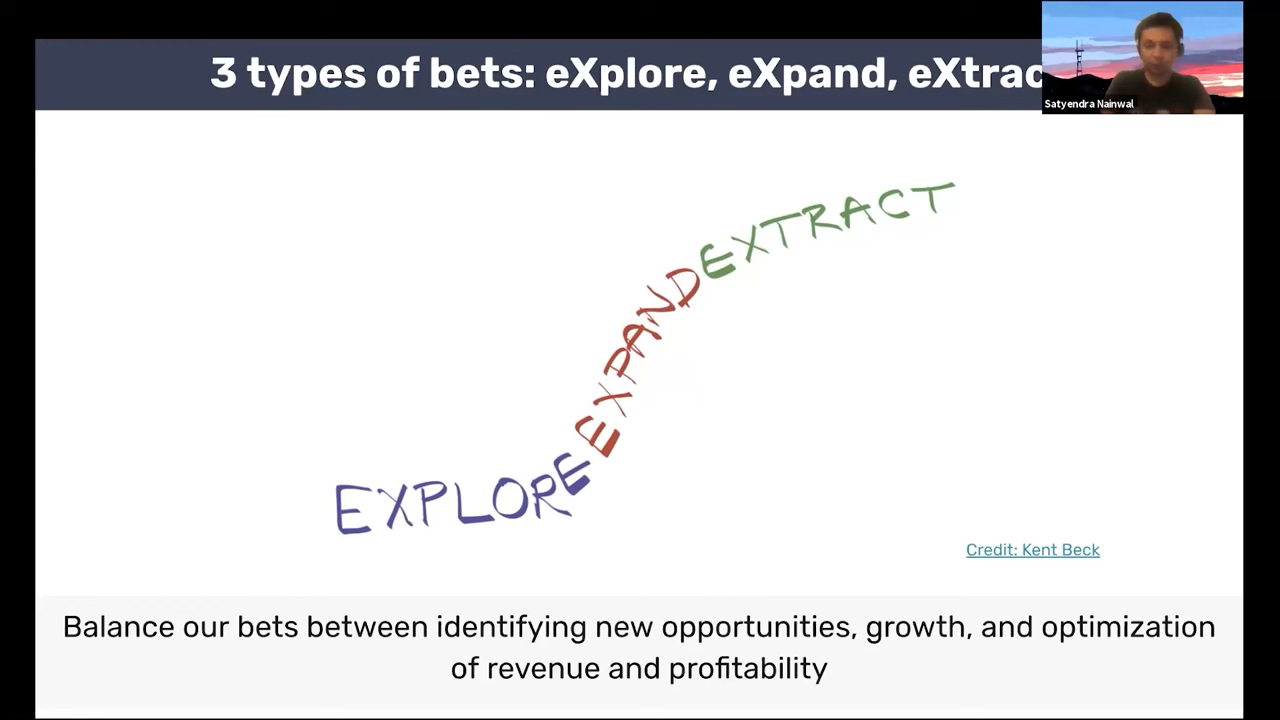 3 types of bets: eXplore, eXpand, eXtrac
Satyendra Nainwal
EXTRACT
EXPAND
EXPLORE
Credit: Kent Beck
Balance our bets between identifying new opportunities, growth, and optimization
of revenue and profitability